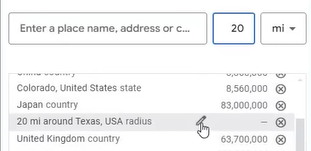 Enter a place name, address or c... 20 mi
Colorado, United States state 8,560,000
Japan country 83,000,000
20 mi around Texas, USA radius –
United Kingdom country 63,700,000